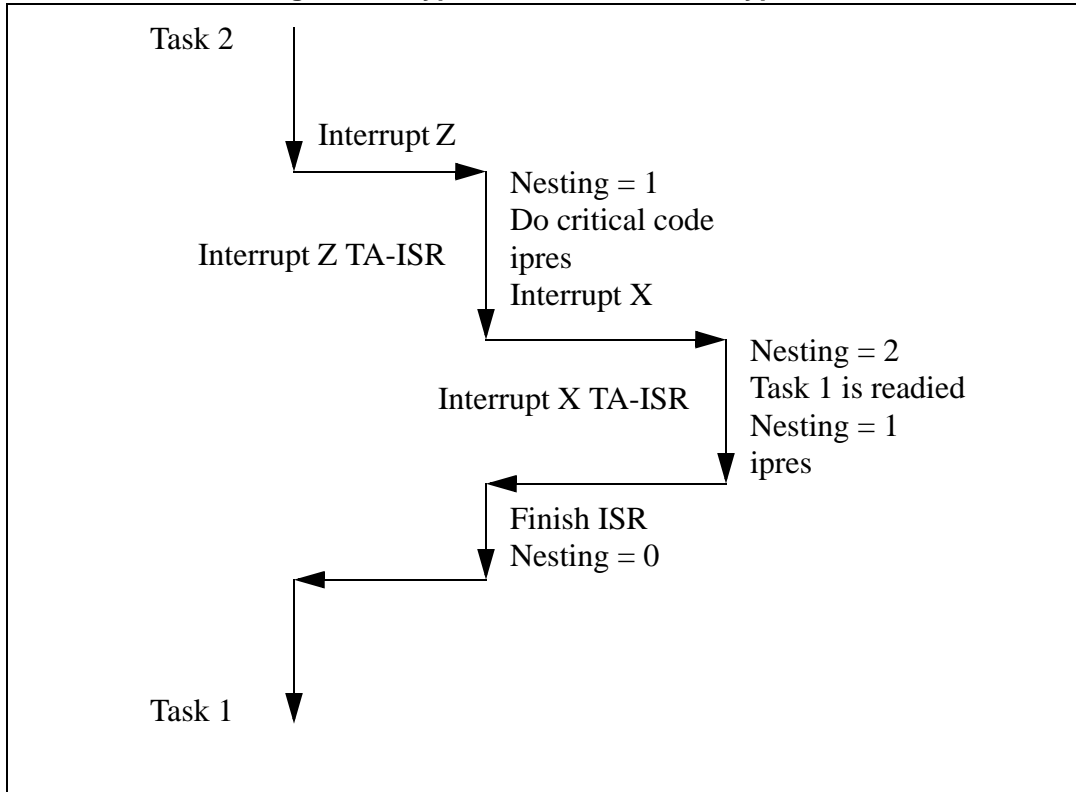 Task 2
Interrupt Z
Nesting = 1
Do critical code
Interrupt Z TA-ISR
ipres
Interrupt X
Nesting = 2
Interrupt X TA-ISR
Task 1 is readied
Nesting = 1
ipres
Finish ISR
Nesting = 0
Task 1